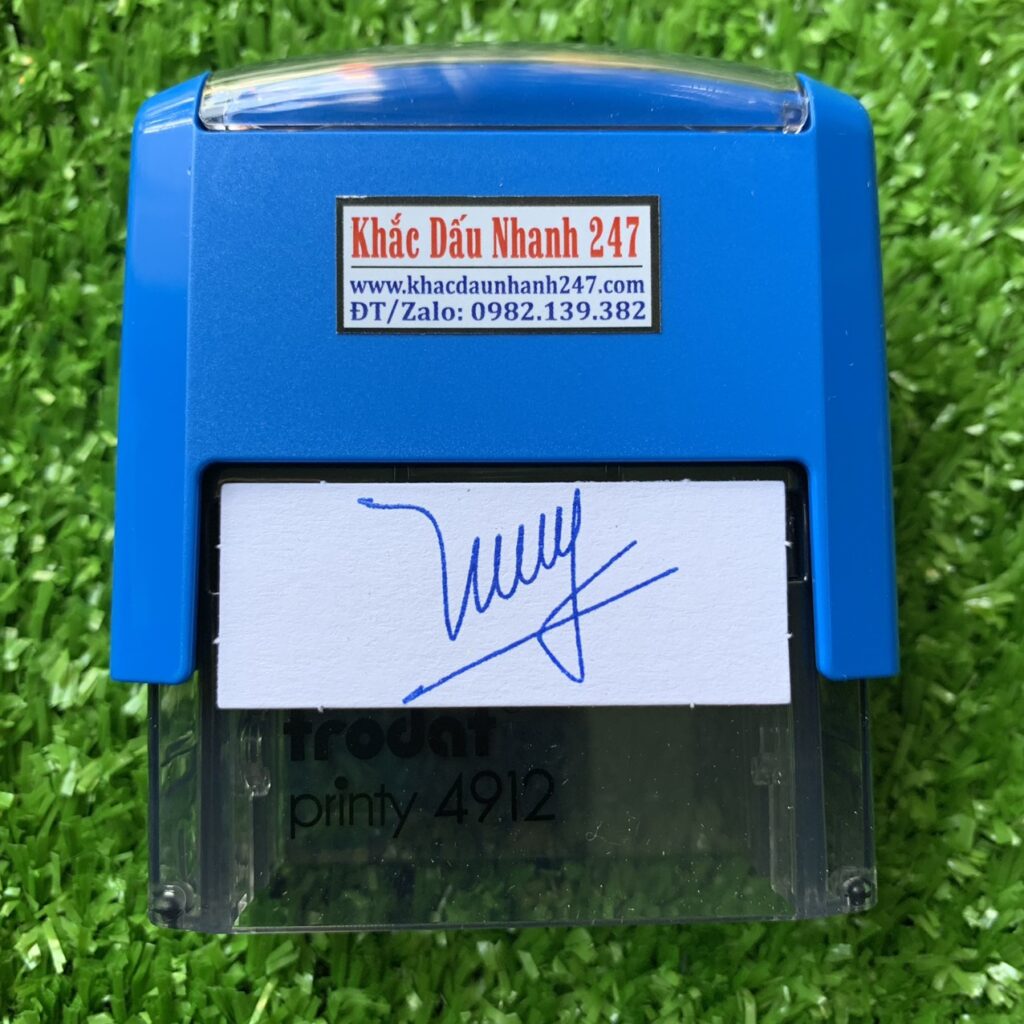 Khắc Dấu Nhanh 247
www.khacdaunhanh247.com
ĐT/Zalo: 0982.139.382
trodat
printy 4912